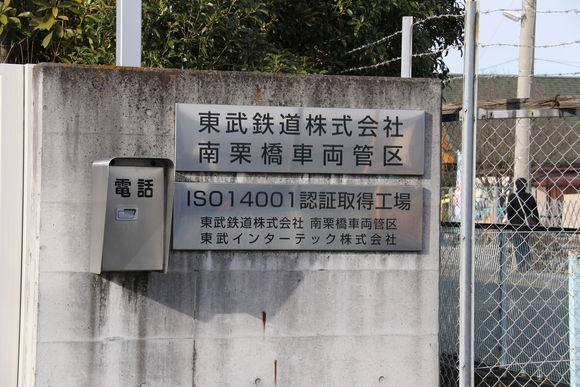 東武鉄道株式会社
南栗橋車両管区
電話
ISO14001認証取得工場
東武鉄道株式会社 南栗橋車両管区
東武インターテック株式会社